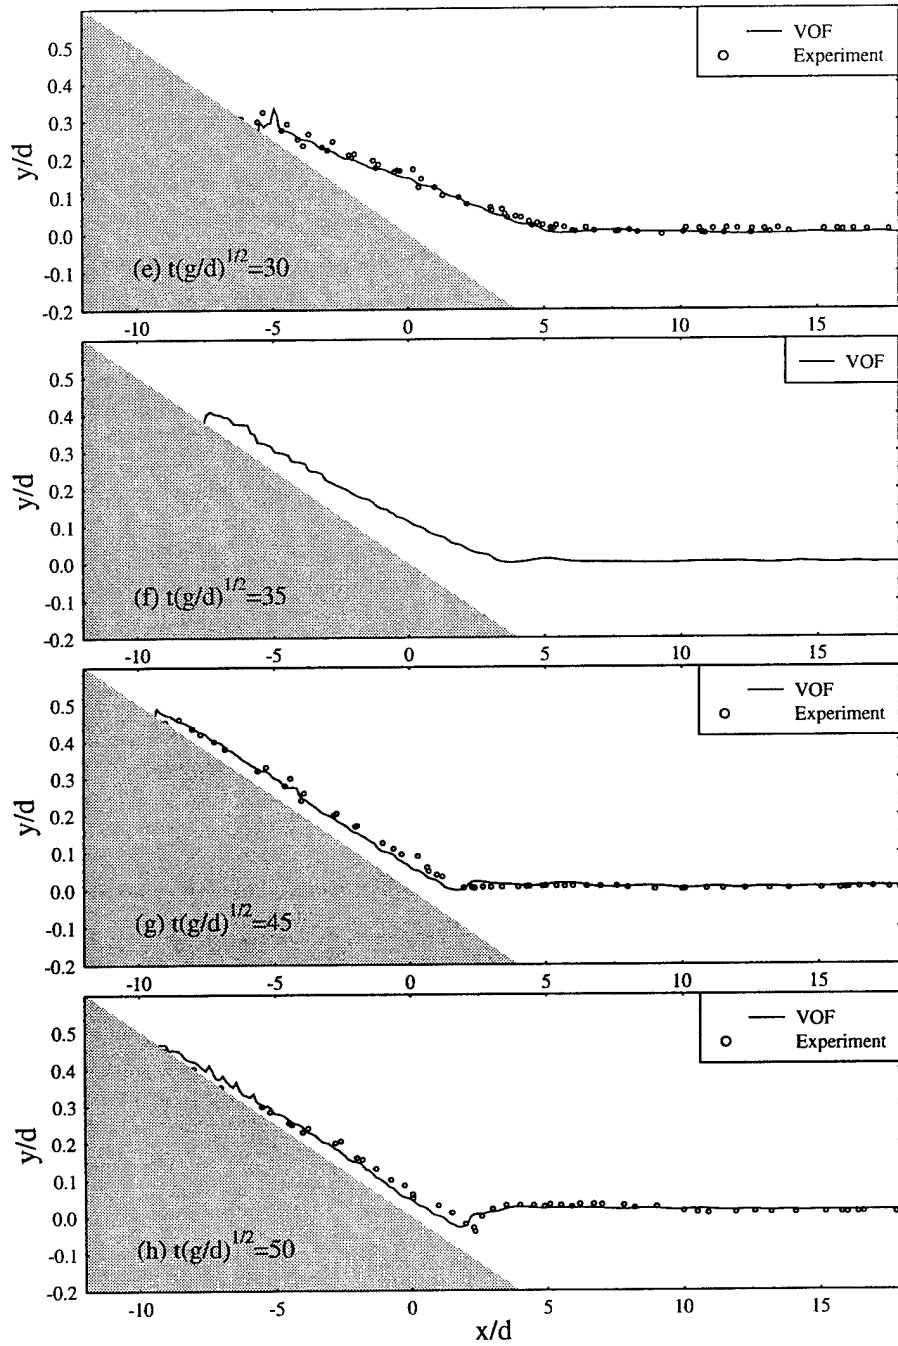 VOF
Experiment
0.5
0.4
0.3
0.2
0.1
0.0
-0.1
-0.2
y/d
(e) t(g/d)^1/2=30
-10 -5 0 5 10 15
VOF
0.5
0.4
0.3
0.2
0.1
0.0
-0.1
-0.2
y/d
(f) t(g/d)^1/2=35
-10 -5 0 5 10 15
VOF
Experiment
0.5
0.4
0.3
0.2
0.1
0.0
-0.1
-0.2
y/d
(g) t(g/d)^1/2=45
-10 -5 0 5 10 15
VOF
Experiment
0.5
0.4
0.3
0.2
0.1
0.0
-0.1
-0.2
y/d
(h) t(g/d)^1/2=50
-10 -5 0 5 10 15
x/d